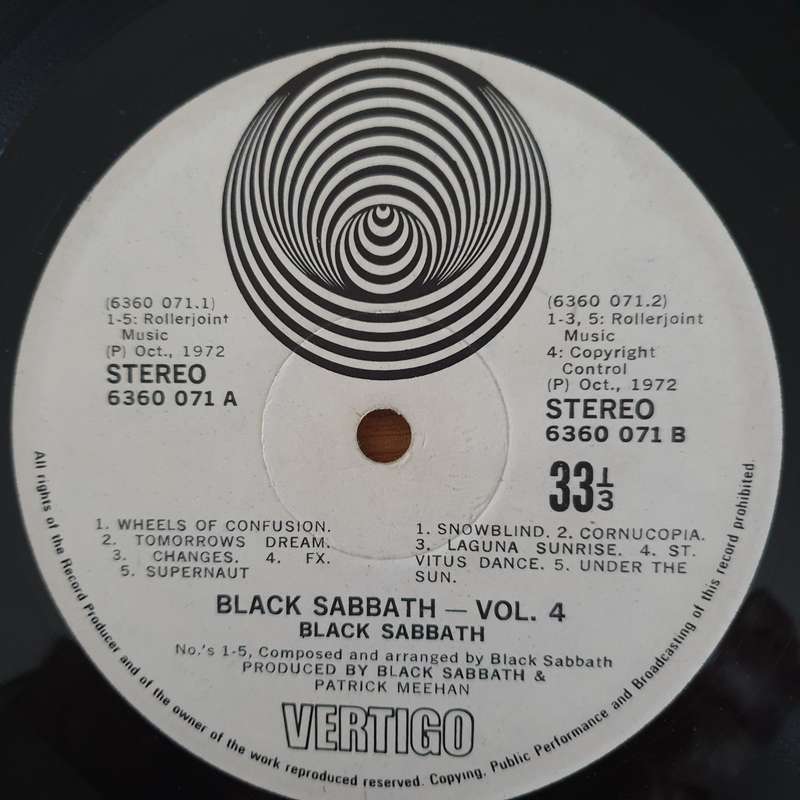 (6360 071.1)
1-5: Rollerjoint
Music
(P) Oct., 1972
STEREO
6360 071 A
(6360 071.2)
1-3, 5: Rollerjoint
Music
4: Copyright
Control
(P) Oct., 1972
STEREO
6360 071 B
33 1/3
1. WHEELS OF CONFUSION.
2. TOMORROWS DREAM.
3. CHANGES. 4. FX.
5. SUPERNAUT
1. SNOWBLIND. 2. CORNUCOPIA.
3. LAGUNA SUNRISE. 4. ST.
VITUS DANCE. 5. UNDER THE
SUN.
BLACK SABBATH — VOL. 4
BLACK SABBATH
No.'s 1-5, Composed and arranged by Black Sabbath
PRODUCED BY BLACK SABBATH &
PATRICK MEEHAN
VERTIGO
All rights of the Record Producer and of the owner of the work reproduced reserved. Copying, Public Performance and Broadcasting of this record prohibited.